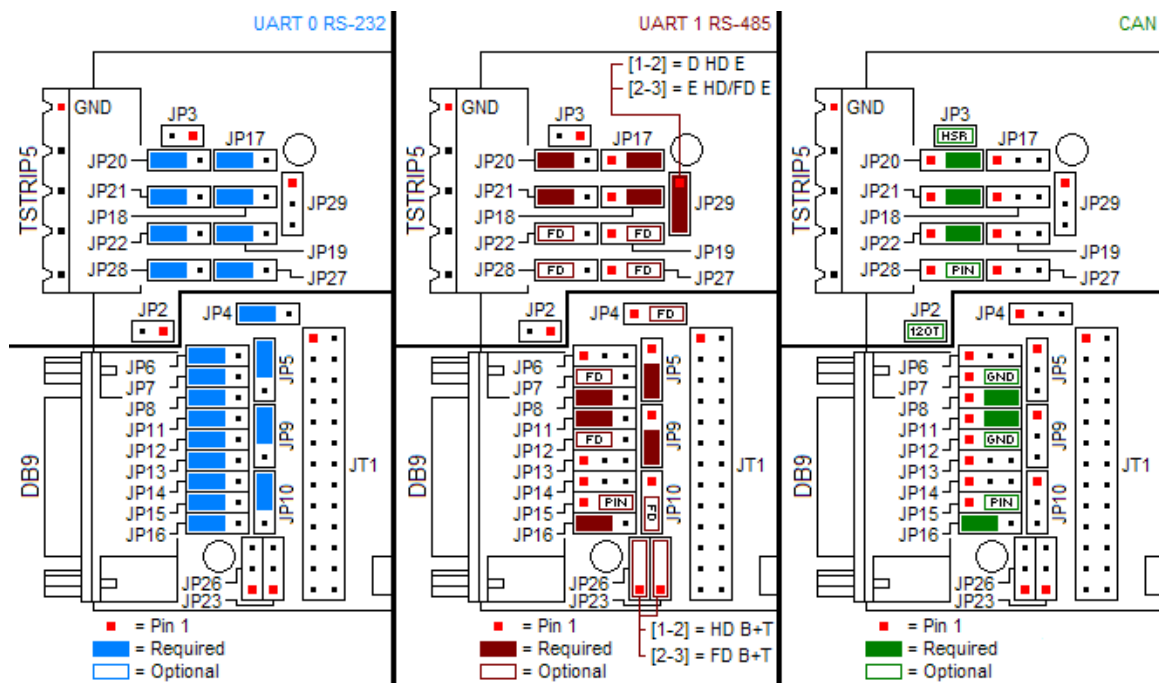 UART 0 RS-232
GND
JP3
JP17
JP20
JP21
JP18
JP29
JP22
JP19
JP28
JP27
TSTRIP5
JP2
JP4
JP6
JP7
JP5
JP8
JP11
JP9
JP12
JP13
JP14
JP10
JP15
JP16
JT1
DB9
JP26
JP23
= Pin 1
= Required
= Optional
UART 1 RS-485
[1-2] = D HD E
[2-3] = E HD/FD E
GND
JP3
JP17
JP20
JP21
JP18
JP29
JP22
FD
FD
JP19
JP28
FD
FD
JP27
TSTRIP5
JP2
JP4
FD
JP6
JP7
FD
JP5
JP8
JP11
JP9
JP12
FD
JP13
JP14
JP10
JP15
PIN
FD
JP16
JT1
DB9
JP26
JP23
[1-2] = HD B+T
[2-3] = FD B+T
= Pin 1
= Required
= Optional
CAN
GND
JP3
HSR
JP17
JP20
JP21
JP18
JP29
JP22
JP19
JP28
PIN
JP27
TSTRIP5
JP2
120T
JP4
JP6
JP7
GND
JP5
JP8
JP11
JP9
JP12
GND
JP13
JP14
JP10
JP15
PIN
JP16
JT1
DB9
JP26
JP23
= Pin 1
= Required
= Optional